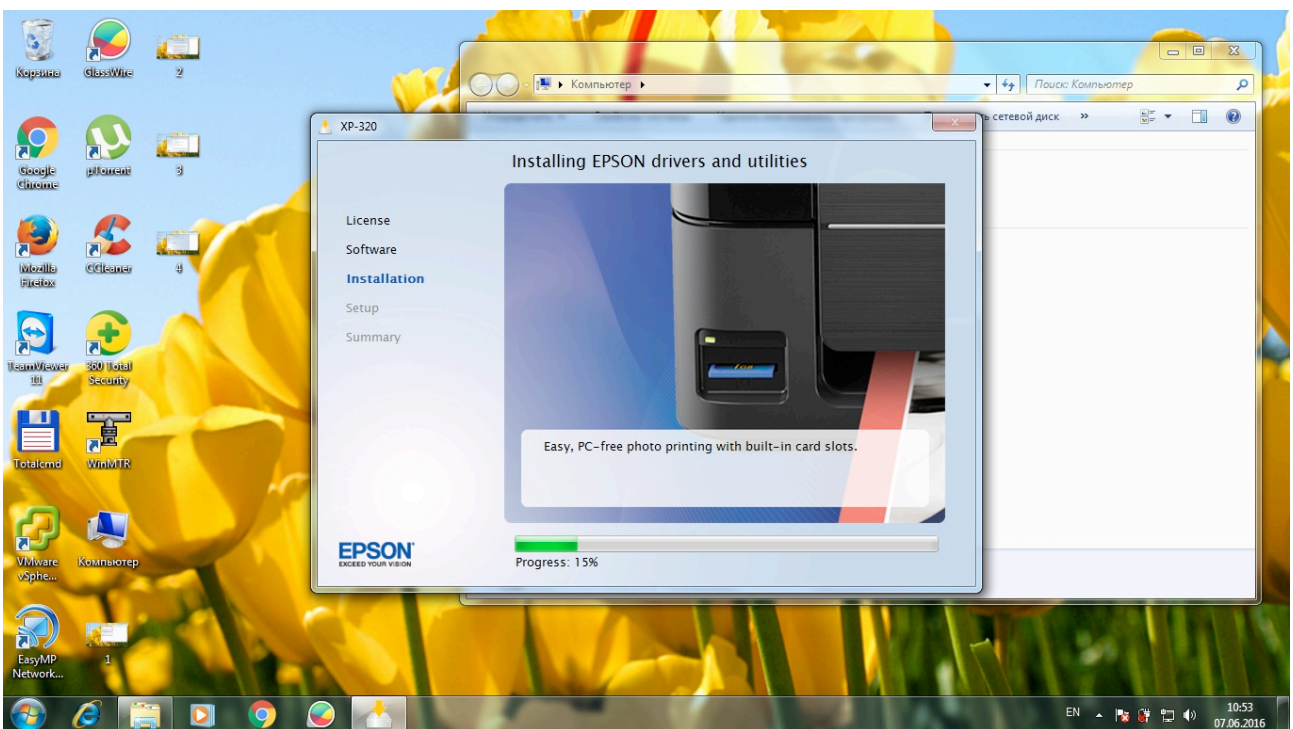 Корзина
GlassWire
2
Google
Chrome
µTorrent
3
Mozilla
Firefox
CCleaner
4
TeamViewer
11
360 Total
Security
Totalcmd
WinMTR
VMware
vSphe...
Компьютер
EasyMP
Network...
1
Компьютер
Поиск: Компьютер
сетевой диск »
XP-320
Installing EPSON drivers and utilities
License
Software
Installation
Setup
Summary
Easy, PC-free photo printing with built-in card slots.
EPSON
EXCEED YOUR VISION
Progress: 15%
EN
10:53
07.06.2016